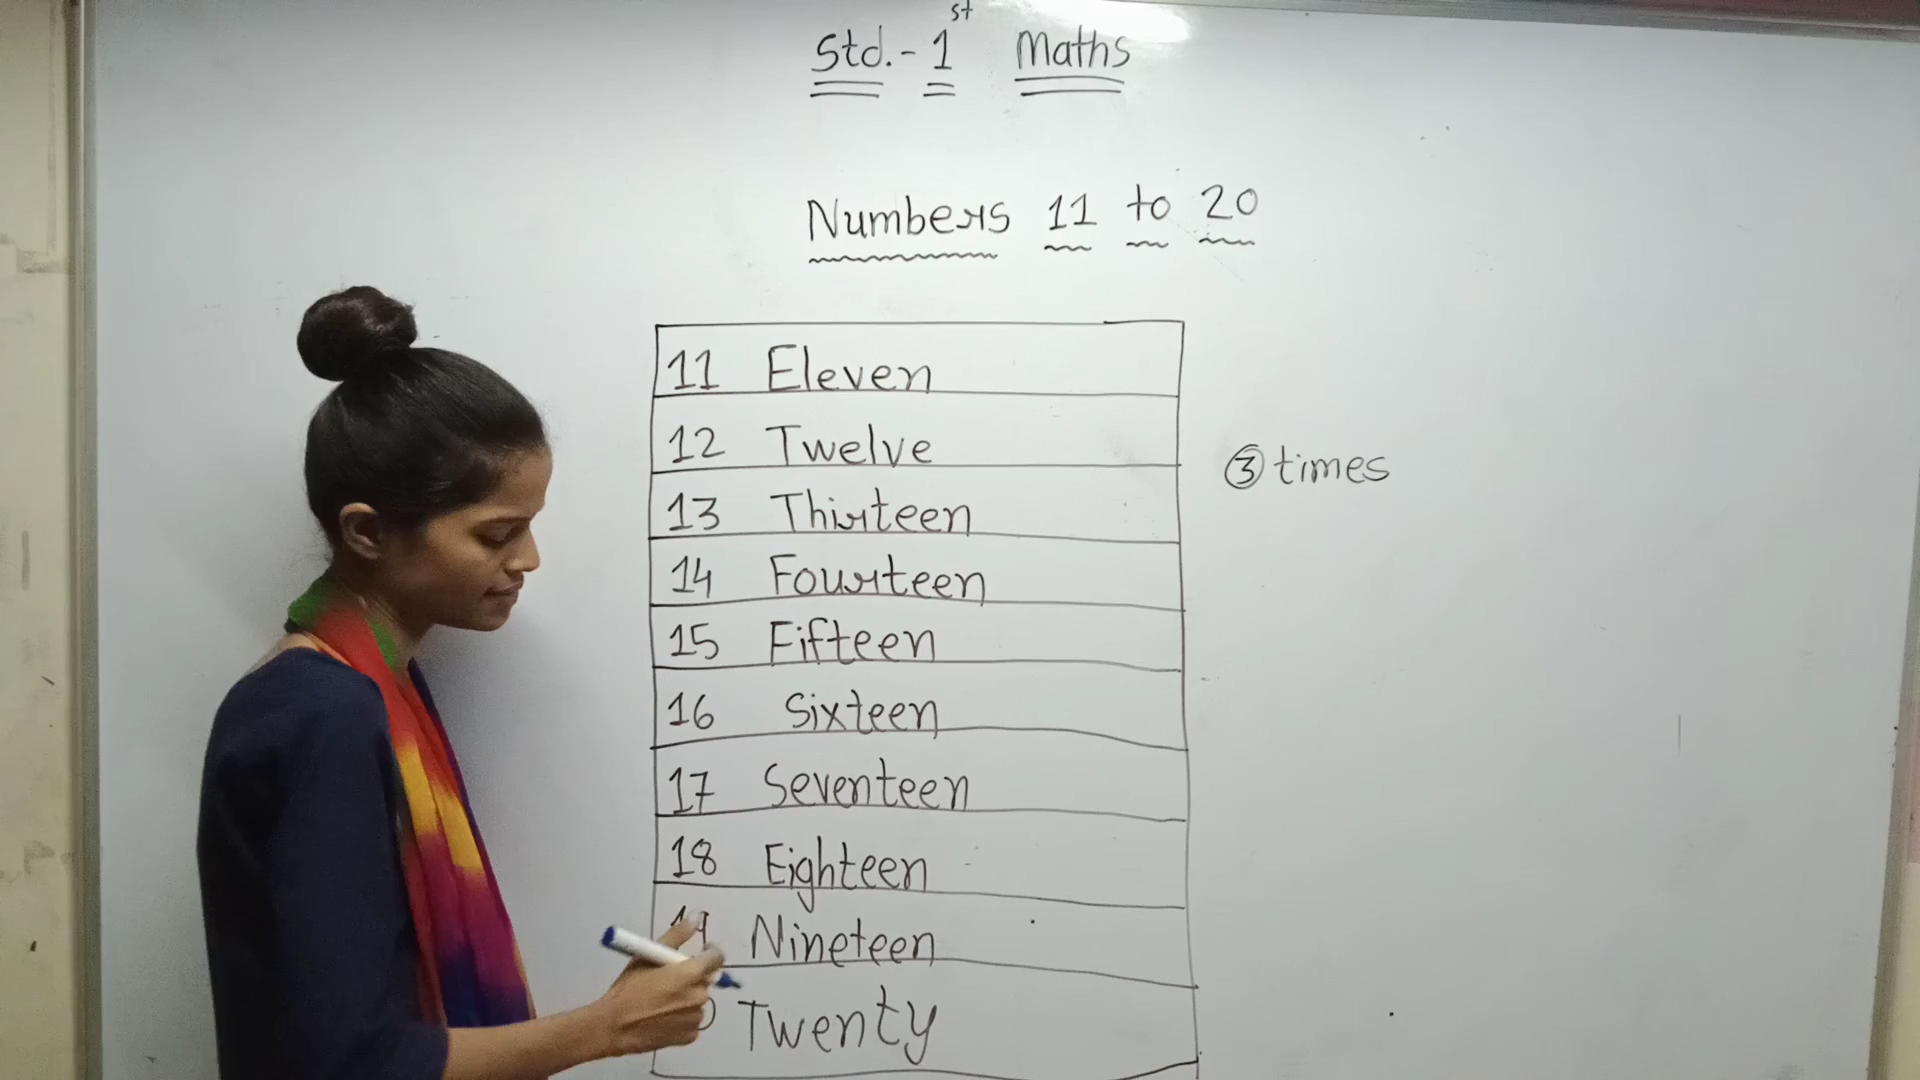 Std.- 1st Maths
Numbers 11 to 20
11 Eleven
12 Twelve
3 times
13 Thirteen
14 Fourteen
15 Fifteen
16 Sixteen
17 Seventeen
18 Eighteen
19 Nineteen
Twenty